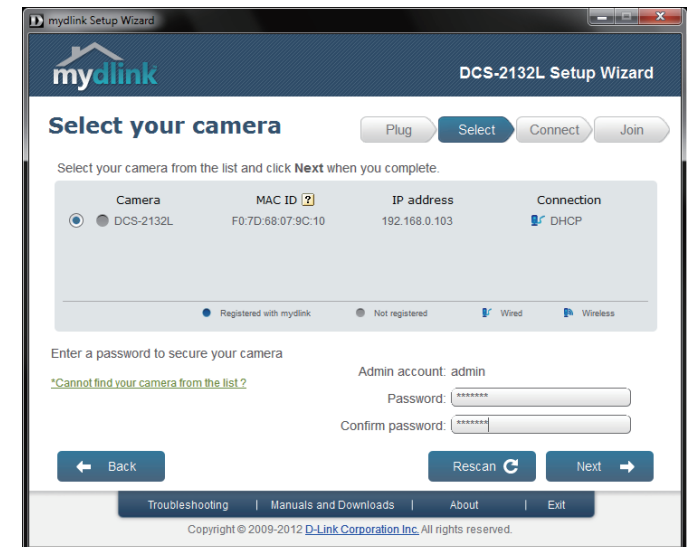 mydlink Setup Wizard
mydlink
DCS-2132L Setup Wizard
Select your camera
Plug Select Connect Join
Select your camera from the list and click Next when you complete.
Camera MAC ID ? IP address Connection
DCS-2132L F0:7D:68:07:9C:10 192.168.0.103 DHCP
Registered with mydlink Not registered Wired Wireless
Enter a password to secure your camera
*Cannot find your camera from the list ?
Admin account: admin
Password: *******
Confirm password: *******
Back Rescan Next
Troubleshooting | Manuals and Downloads | About | Exit
Copyright © 2009-2012 D-Link Corporation Inc. All rights reserved.